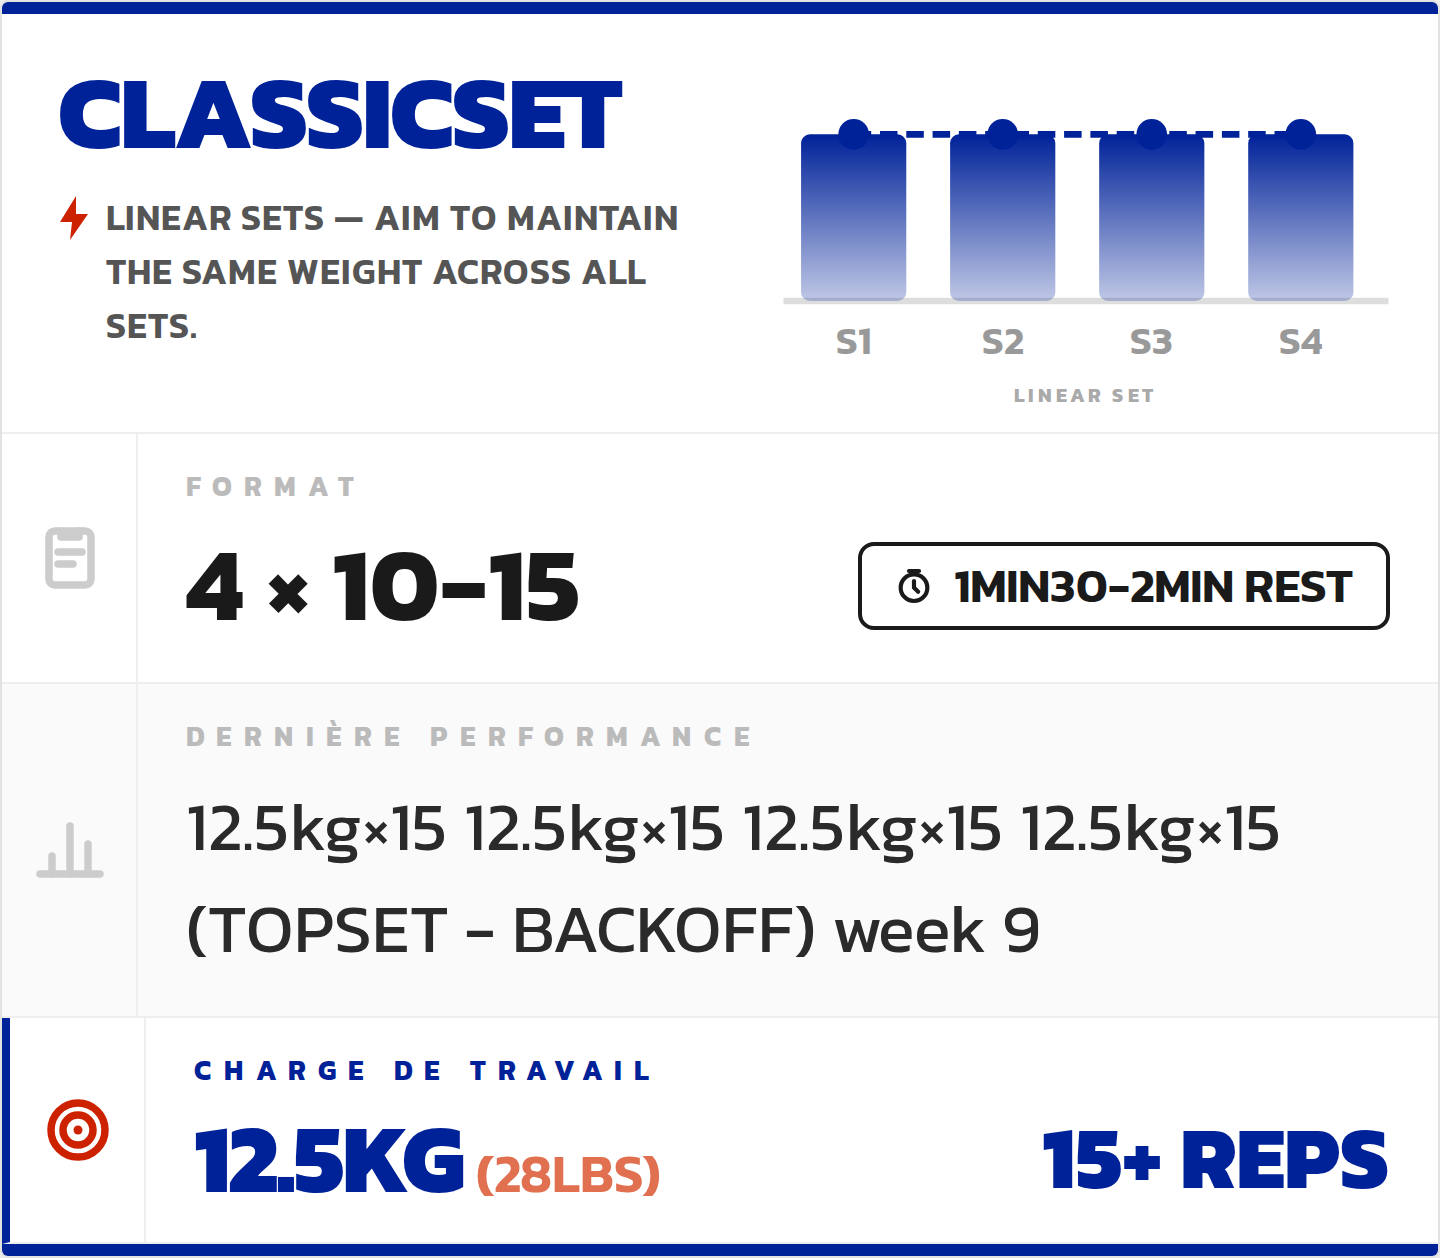 CLASSICSET
LINEAR SETS — AIM TO MAINTAIN
THE SAME WEIGHT ACROSS ALL
SETS.
S1 S2 S3 S4
LINEAR SET
FORMAT
4 × 10–15
1MIN30–2MIN REST
DERNIÈRE PERFORMANCE
12.5kg×15 12.5kg×15 12.5kg×15 12.5kg×15
(TOPSET – BACKOFF) week 9
CHARGE DE TRAVAIL
12.5KG (28LBS)
15+ REPS